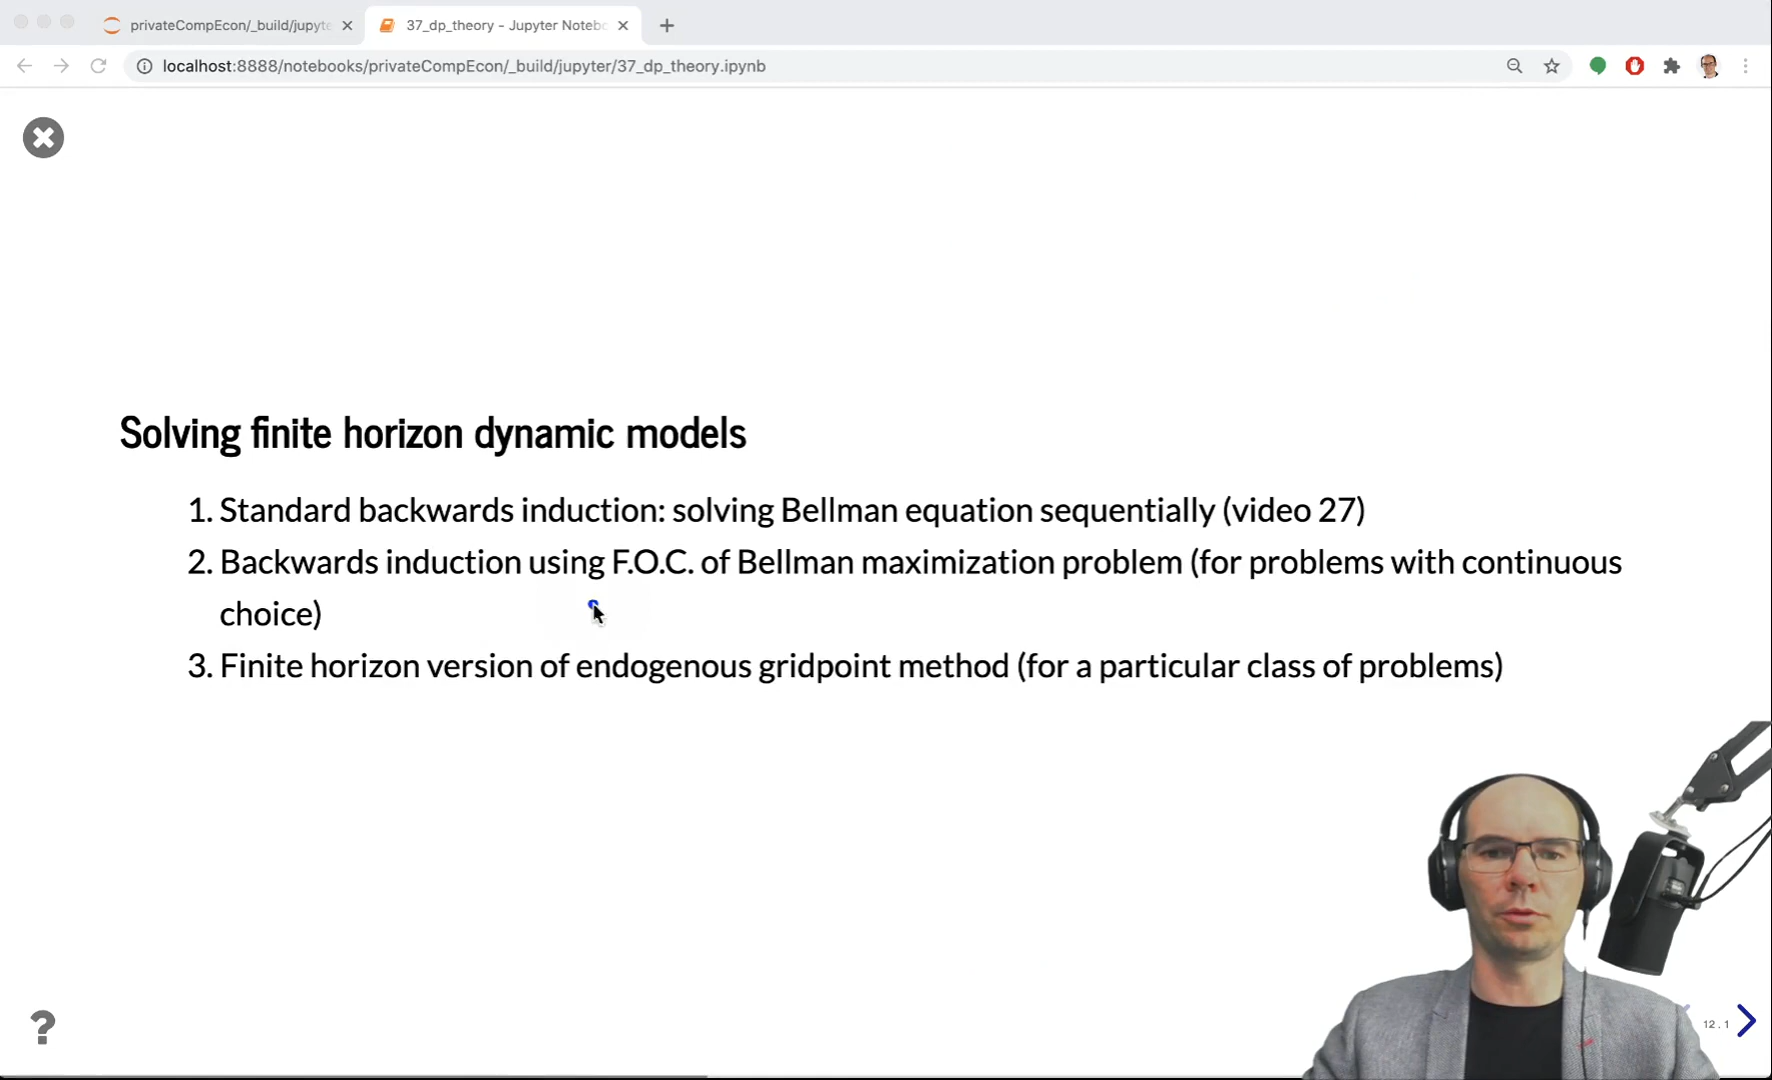 privateCompEcon/_build/jupyte
37_dp_theory - Jupyter Notebo
localhost:8888/notebooks/privateCompEcon/_build/jupyter/37_dp_theory.ipynb
Solving finite horizon dynamic models
1. Standard backwards induction: solving Bellman equation sequentially (video 27)
2. Backwards induction using F.O.C. of Bellman maximization problem (for problems with continuous
choice)
3. Finite horizon version of endogenous gridpoint method (for a particular class of problems)
?
12.1